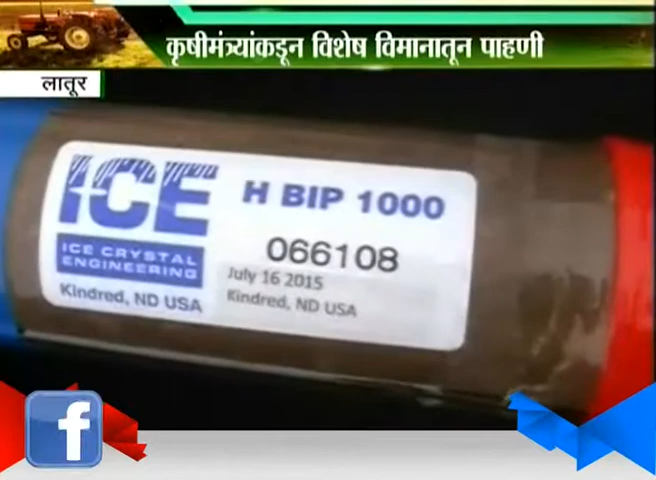 कृषीमंत्र्यांकडून विशेष विमानातून पाहणी
लातूर
ICE
ICE CRYSTAL
ENGINEERING
Kindred, ND USA
H BIP 1000
066108
July 16 2015
Kindred, ND USA
f